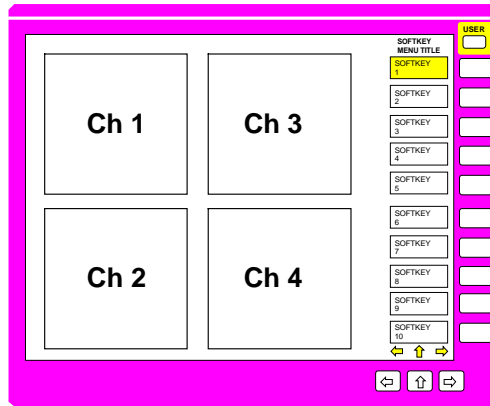 USER
SOFTKEY
MENU TITLE
SOFTKEY
1
SOFTKEY
2
SOFTKEY
3
SOFTKEY
4
SOFTKEY
5
SOFTKEY
6
SOFTKEY
7
SOFTKEY
8
SOFTKEY
9
SOFTKEY
10
Ch 1
Ch 3
Ch 2
Ch 4